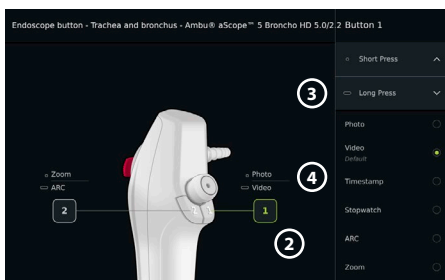 Endoscope button - Trachea and bronchus - Ambu® aScope™ 5 Broncho HD 5.0/2.2
Button 1
Short Press
3
Long Press
Photo
Video
Default
Zoom
ARC
Photo
Video
4
Timestamp
2
1
Stopwatch
2
ARC
Zoom